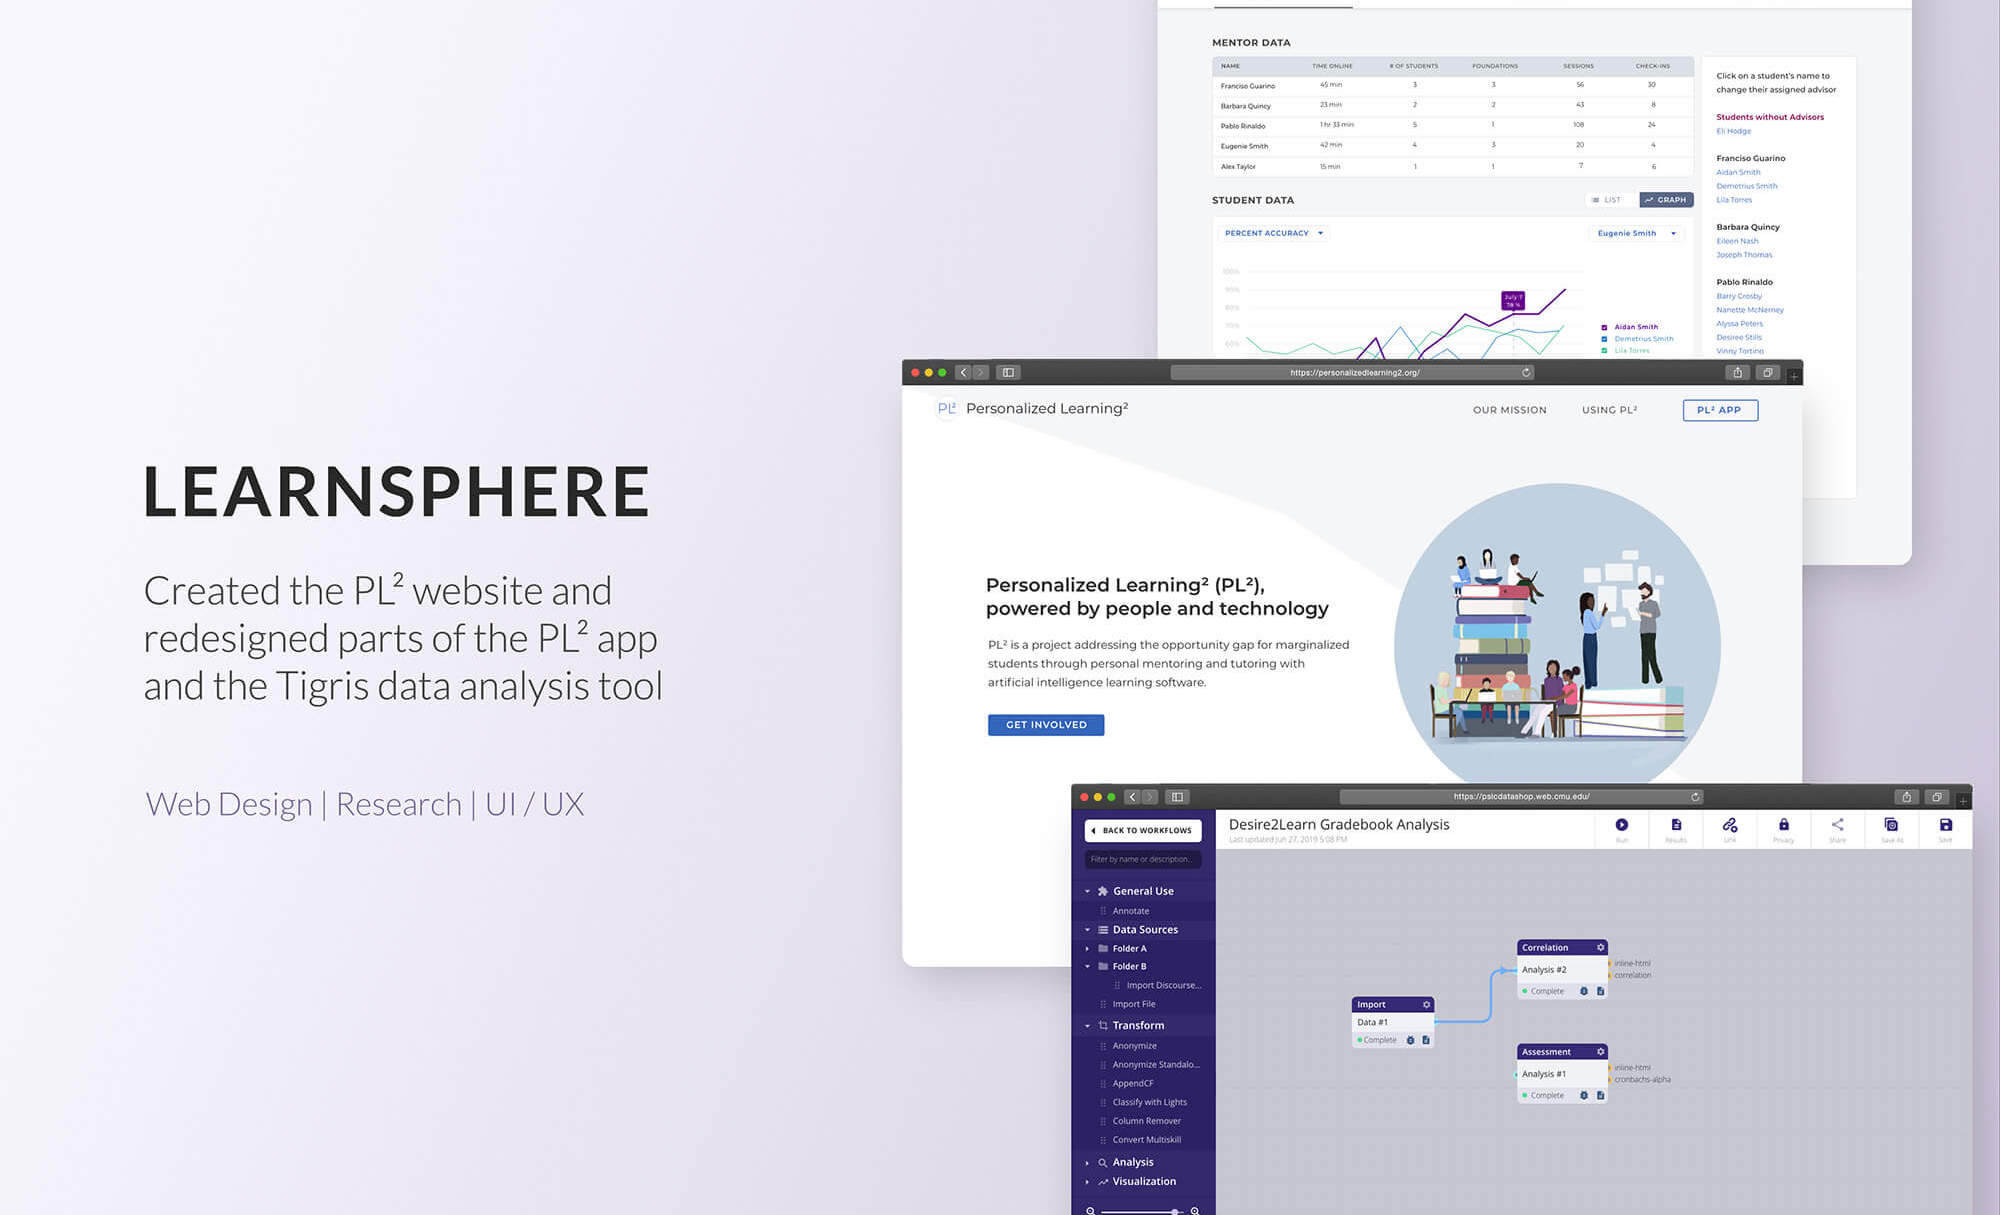 LEARNSPHERE
Created the PL² website and
redesigned parts of the PL² app
and the Tigris data analysis tool
Web Design | Research | UI / UX
MENTOR DATA
NAME TIME ONLINE # OF STUDENTS FOUNDATIONS SESSIONS CHECK-INS
Franciso Guarino 45 min 3 3 56 30
Barbara Quincy 23 min 2 2 43 8
Pablo Rinaldo 1 hr 33 min 5 1 108 24
Eugenie Smith 42 min 4 3 20 4
Alex Taylor 15 min 1 1 7 6
STUDENT DATA
LIST GRAPH
PERCENT ACCURACY Eugenie Smith
100%
90%
80%
70%
60%
July 7
78 %
Aidan Smith
Demetrius Smith
Lila Torres
Click on a student's name to
change their assigned advisor
Students without Advisors
Eli Hodge
Franciso Guarino
Aidan Smith
Demetrius Smith
Lila Torres
Barbara Quincy
Eileen Nash
Joseph Thomas
Pablo Rinaldo
Barry Crosby
Nanette McNerney
Alyssa Peters
Desiree Stills
Vinny Tortino
https://personalizedlearning2.org/
PL² Personalized Learning²
OUR MISSION USING PL² PL² APP
Personalized Learning² (PL²),
powered by people and technology
PL² is a project addressing the opportunity gap for marginalized
students through personal mentoring and tutoring with
artificial intelligence learning software.
GET INVOLVED
https://pslcdatashop.web.cmu.edu/
BACK TO WORKFLOWS
Filter by name or description...
General Use
Annotate
Data Sources
Folder A
Folder B
Import Discourse...
Import File
Transform
Anonymize
Anonymize Standalo...
AppendCF
Classify with Lights
Column Remover
Convert Multiskill
Analysis
Visualization
Desire2Learn Gradebook Analysis
Last updated Jun 27, 2019 5:08 PM
Run Results Link Privacy Share Save As Save
Import
Data #1
Complete
Correlation
Analysis #2
Complete
inline-html
correlation
Assessment
Analysis #1
Complete
inline-html
cronbachs-alpha